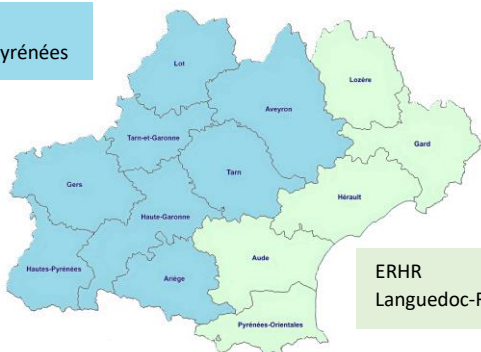 yrénées
Lot
Lozère
Aveyron
Tarn-et-Garonne
Gard
Gers
Tarn
Hérault
Haute-Garonne
Hautes-Pyrénées
Ariège
Aude
ERHR
Languedoc-R
Pyrénées-Orientales